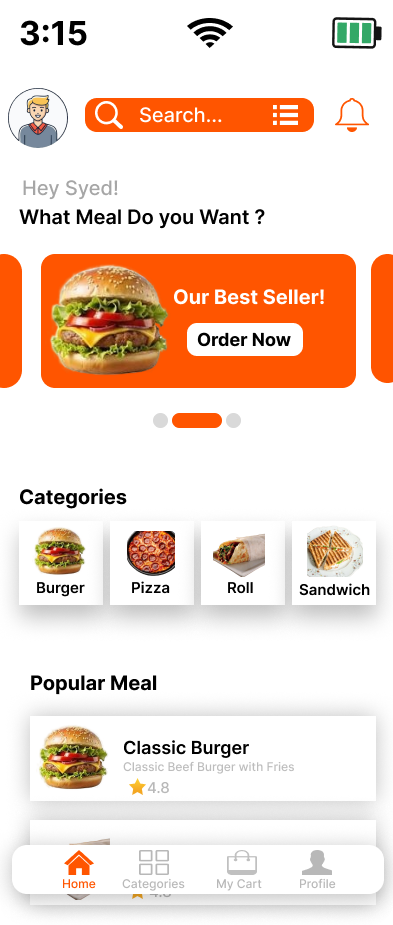 3:15
Search...
Hey Syed!
What Meal Do you Want ?
Our Best Seller!
Order Now
Categories
Burger
Pizza
Roll
Sandwich
Popular Meal
Classic Burger
Classic Beef Burger with Fries
4.8
Home
Categories
My Cart
Profile